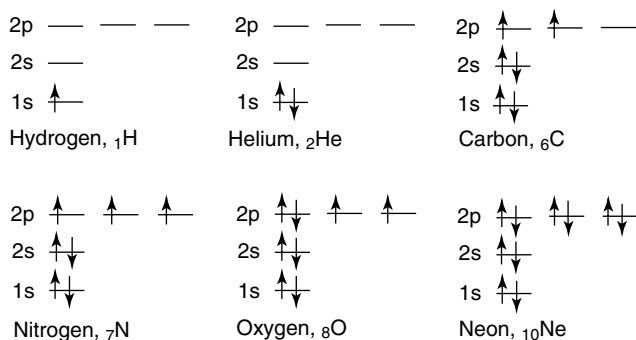 2p
2s
1s
Hydrogen, ₁H
2p
2s
1s
Helium, ₂He
2p
2s
1s
Carbon, ₆C
2p
2s
1s
Nitrogen, ₇N
2p
2s
1s
Oxygen, ₈O
2p
2s
1s
Neon, ₁₀Ne